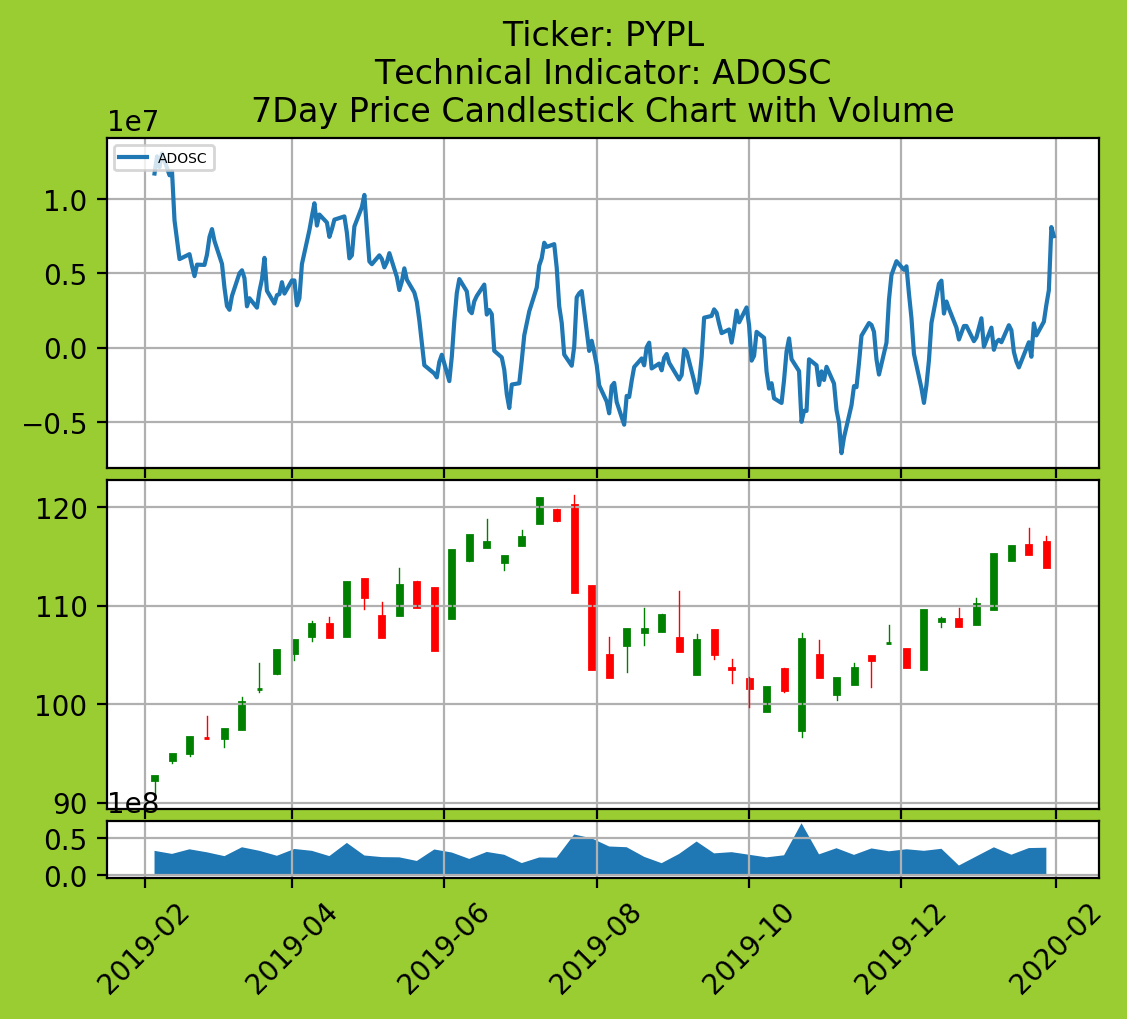 Ticker: PYPL
Technical Indicator: ADOSC
7Day Price Candlestick Chart with Volume
1e7
ADOSC
1.0
0.5
0.0
−0.5
120
110
100
90
1e8
0.5
0.0
2019-02
2019-04
2019-06
2019-08
2019-10
2019-12
2020-02